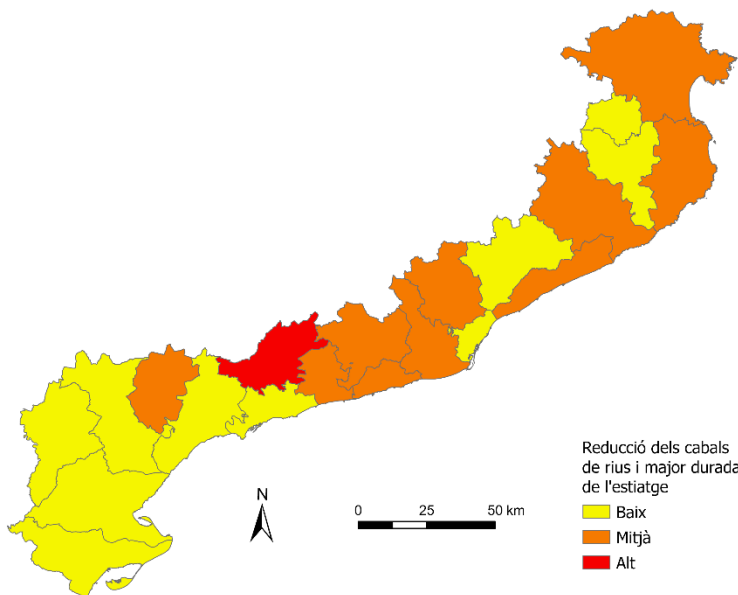 Reducció dels cabals
de rius i major durada
de l'estiatge
N
0 25 50 km
Baix
Mitjà
Alt